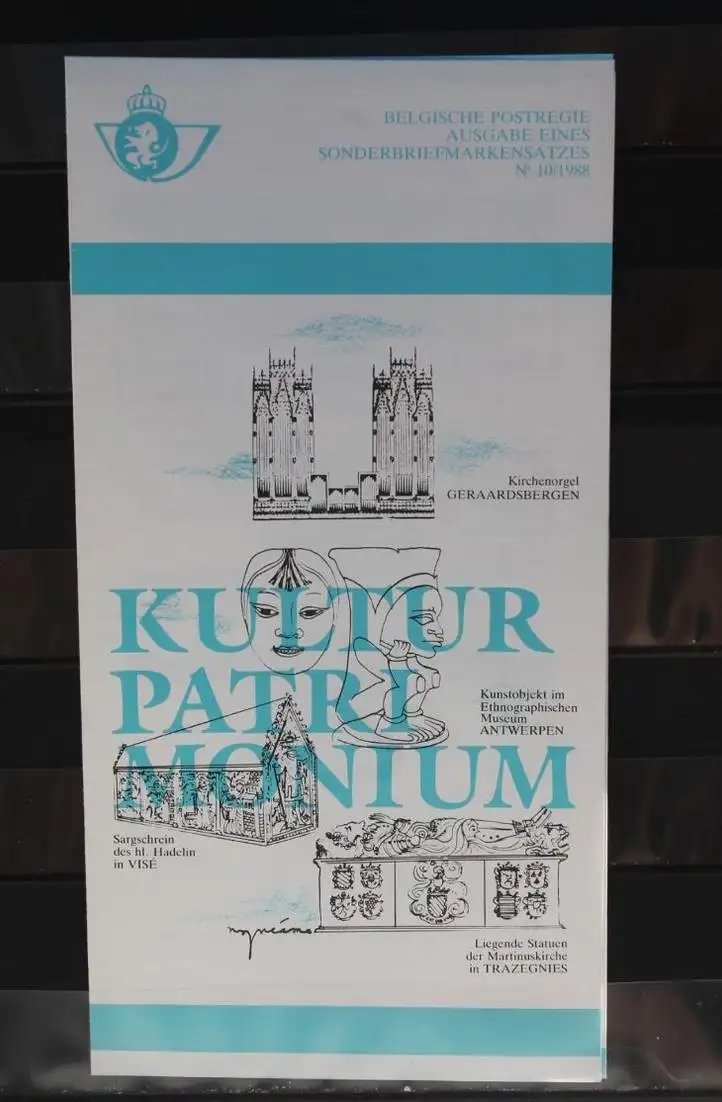 BELGISCHE POSTREGIE
AUSGABE EINES
SONDERBRIEFMARKENSATZES
Nº 10/1988
Kirchenorgel
GERAARDSBERGEN
KULTUR
PATRI
MONIUM
Kunstobjekt im
Ethnographischen
Museum
ANTWERPEN
Sargschrein
des hl. Hadelin
in VISÉ
Liegende Statuen
der Martinuskirche
in TRAZEGNIES